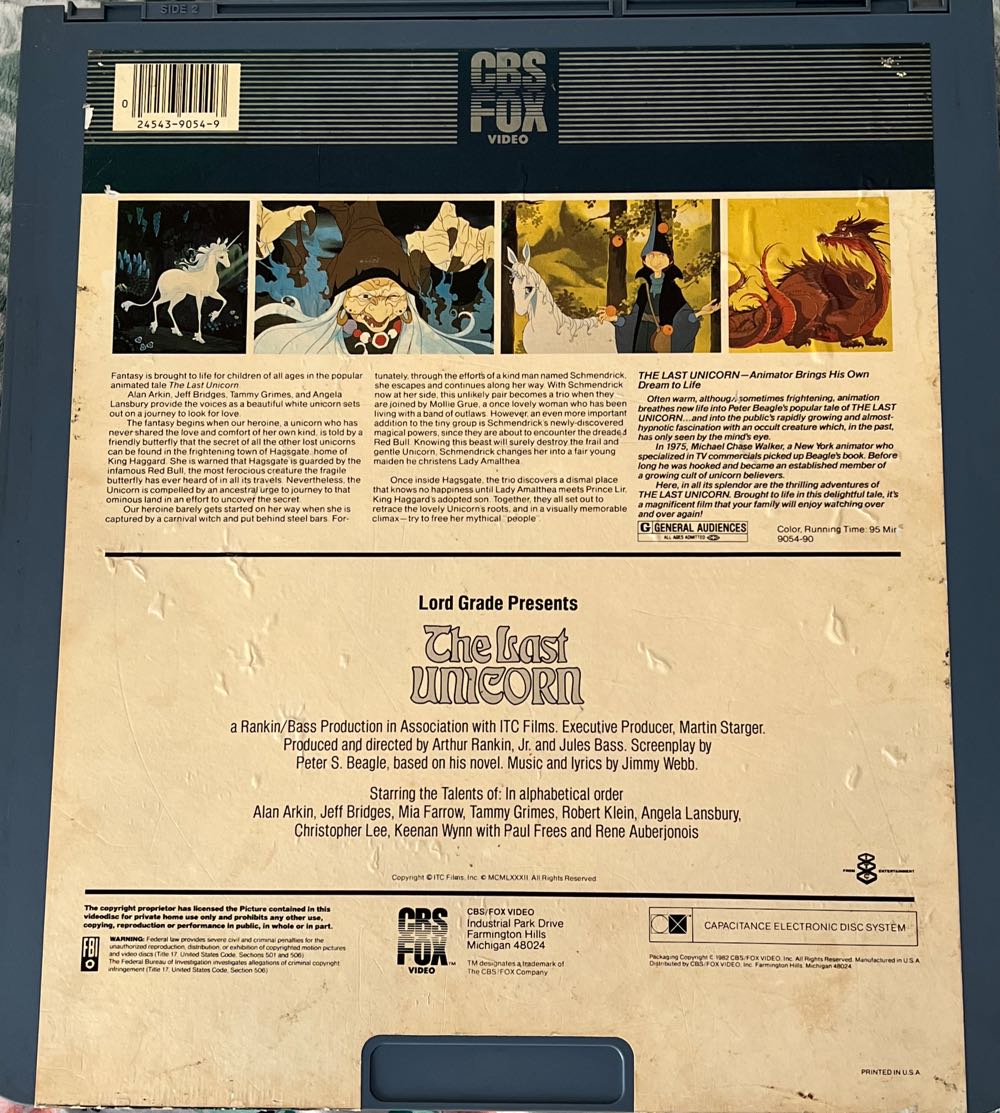 SIDE 2
CBS
FOX
VIDEO
0
24543-9054-9
Fantasy is brought to life for children of all ages in the popular
animated tale The Last Unicorn
Alan Arkin, Jeff Bridges, Tammy Grimes, and Angela
Lansbury provide the voices as a beautiful white unicorn sets
out on a journey to look for love.
The fantasy begins when our heroine, a unicorn who has
never shared the love and comfort of her own kind, is told by a
friendly butterfly that the secret of all the other lost unicorns
can be found in the frightening town of Hagsgate, home of
King Haggard. She is warned that Hagsgate is guarded by the
infamous Red Bull, the most ferocious creature the fragile
butterfly has ever heard of in all its travels. Nevertheless, the
Unicorn is compelled by an ancestral urge to journey to that
ominous land in an effort to uncover the secret.
Our heroine barely gets started on her way when she is
captured by a carnival witch and put behind steel bars. For-
tunately, through the efforts of a kind man named Schmendrick,
she escapes and continues along her way. With Schmendrick
now at her side, this unlikely pair becomes a trio when they
are joined by Mollie Grue, a once lovely woman who has been
living with a band of outlaws. However, an even more important
addition to the tiny group is Schmendrick's newly-discovered
magical powers, since they are about to encounter the dreaded
Red Bull. Knowing this beast will surely destroy the frail and
gentle Unicorn, Schmendrick changes her into a fair young
maiden he christens Lady Amalthea.
Once inside Hagsgate, the trio discovers a dismal place
that knows no happiness until Lady Amalthea meets Prince Lir,
King Haggard's adopted son. Together, they all set out to
retrace the lovely Unicorn's roots, and in a visually memorable
climax—try to free her mythical "people"
THE LAST UNICORN—Animator Brings His Own
Dream to Life
Often warm, although sometimes frightening, animation
breathes new life into Peter Beagle's popular tale of THE LAST
UNICORN...and into the public's rapidly growing and almost-
hypnotic fascination with an occult creature which, in the past,
has only seen by the mind's eye.
In 1975, Michael Chase Walker, a New York animator who
specialized in TV commercials picked up Beagle's book. Before
long he was hooked and became an established member of
a growing cult of unicorn believers.
Here, in all its splendor are the thrilling adventures of
THE LAST UNICORN. Brought to life in this delightful tale, it's
a magnificent film that your family will enjoy watching over
and over again!
G GENERAL AUDIENCES
ALL AGES ADMITTED
Color, Running Time: 95 Min
9054-90
Lord Grade Presents
The Last
UNICORN
a Rankin/Bass Production in Association with ITC Films. Executive Producer, Martin Starger.
Produced and directed by Arthur Rankin, Jr. and Jules Bass. Screenplay by
Peter S. Beagle, based on his novel. Music and lyrics by Jimmy Webb.
Starring the Talents of: In alphabetical order
Alan Arkin, Jeff Bridges, Mia Farrow, Tammy Grimes, Robert Klein, Angela Lansbury,
Christopher Lee, Keenan Wynn with Paul Frees and Rene Auberjonois
Copyright © ITC Films, Inc. © MCMLXXXII. All Rights Reserved
FROM ITC ENTERTAINMENT
The copyright proprietor has licensed the Picture contained in this
videodisc for private home use only and prohibits any other use,
copying, reproduction or performance in public, in whole or in part.
FBI
WARNING: Federal law provides severe civil and criminal penalties for the
unauthorized reproduction, distribution, or exhibition of copyrighted motion pictures
and video discs (Title 17, United States Code, Sections 501 and 506)
The Federal Bureau of Investigation investigates allegations of criminal copyright
infringement (Title 17, United States Code, Section 506)
CBS
FOX
VIDEO
TM
CBS/FOX VIDEO
Industrial Park Drive
Farmington Hills
Michigan 48024
TM designates a trademark of
The CBS/FOX Company
CAPACITANCE ELECTRONIC DISC SYSTEM
Packaging Copyright © 1982 CBS/FOX VIDEO, Inc. All Rights Reserved. Manufactured in U.S.A.
Distributed by CBS/FOX VIDEO, Inc. Farmington Hills, Michigan 48024
PRINTED IN U.S.A.